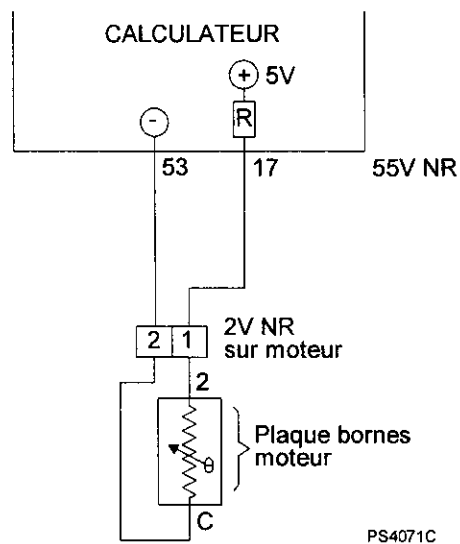 CALCULATEUR
+ 5V
- R
53 17 55V NR
2 1 2V NR
sur moteur
2
θ Plaque bornes
moteur
C
PS4071C